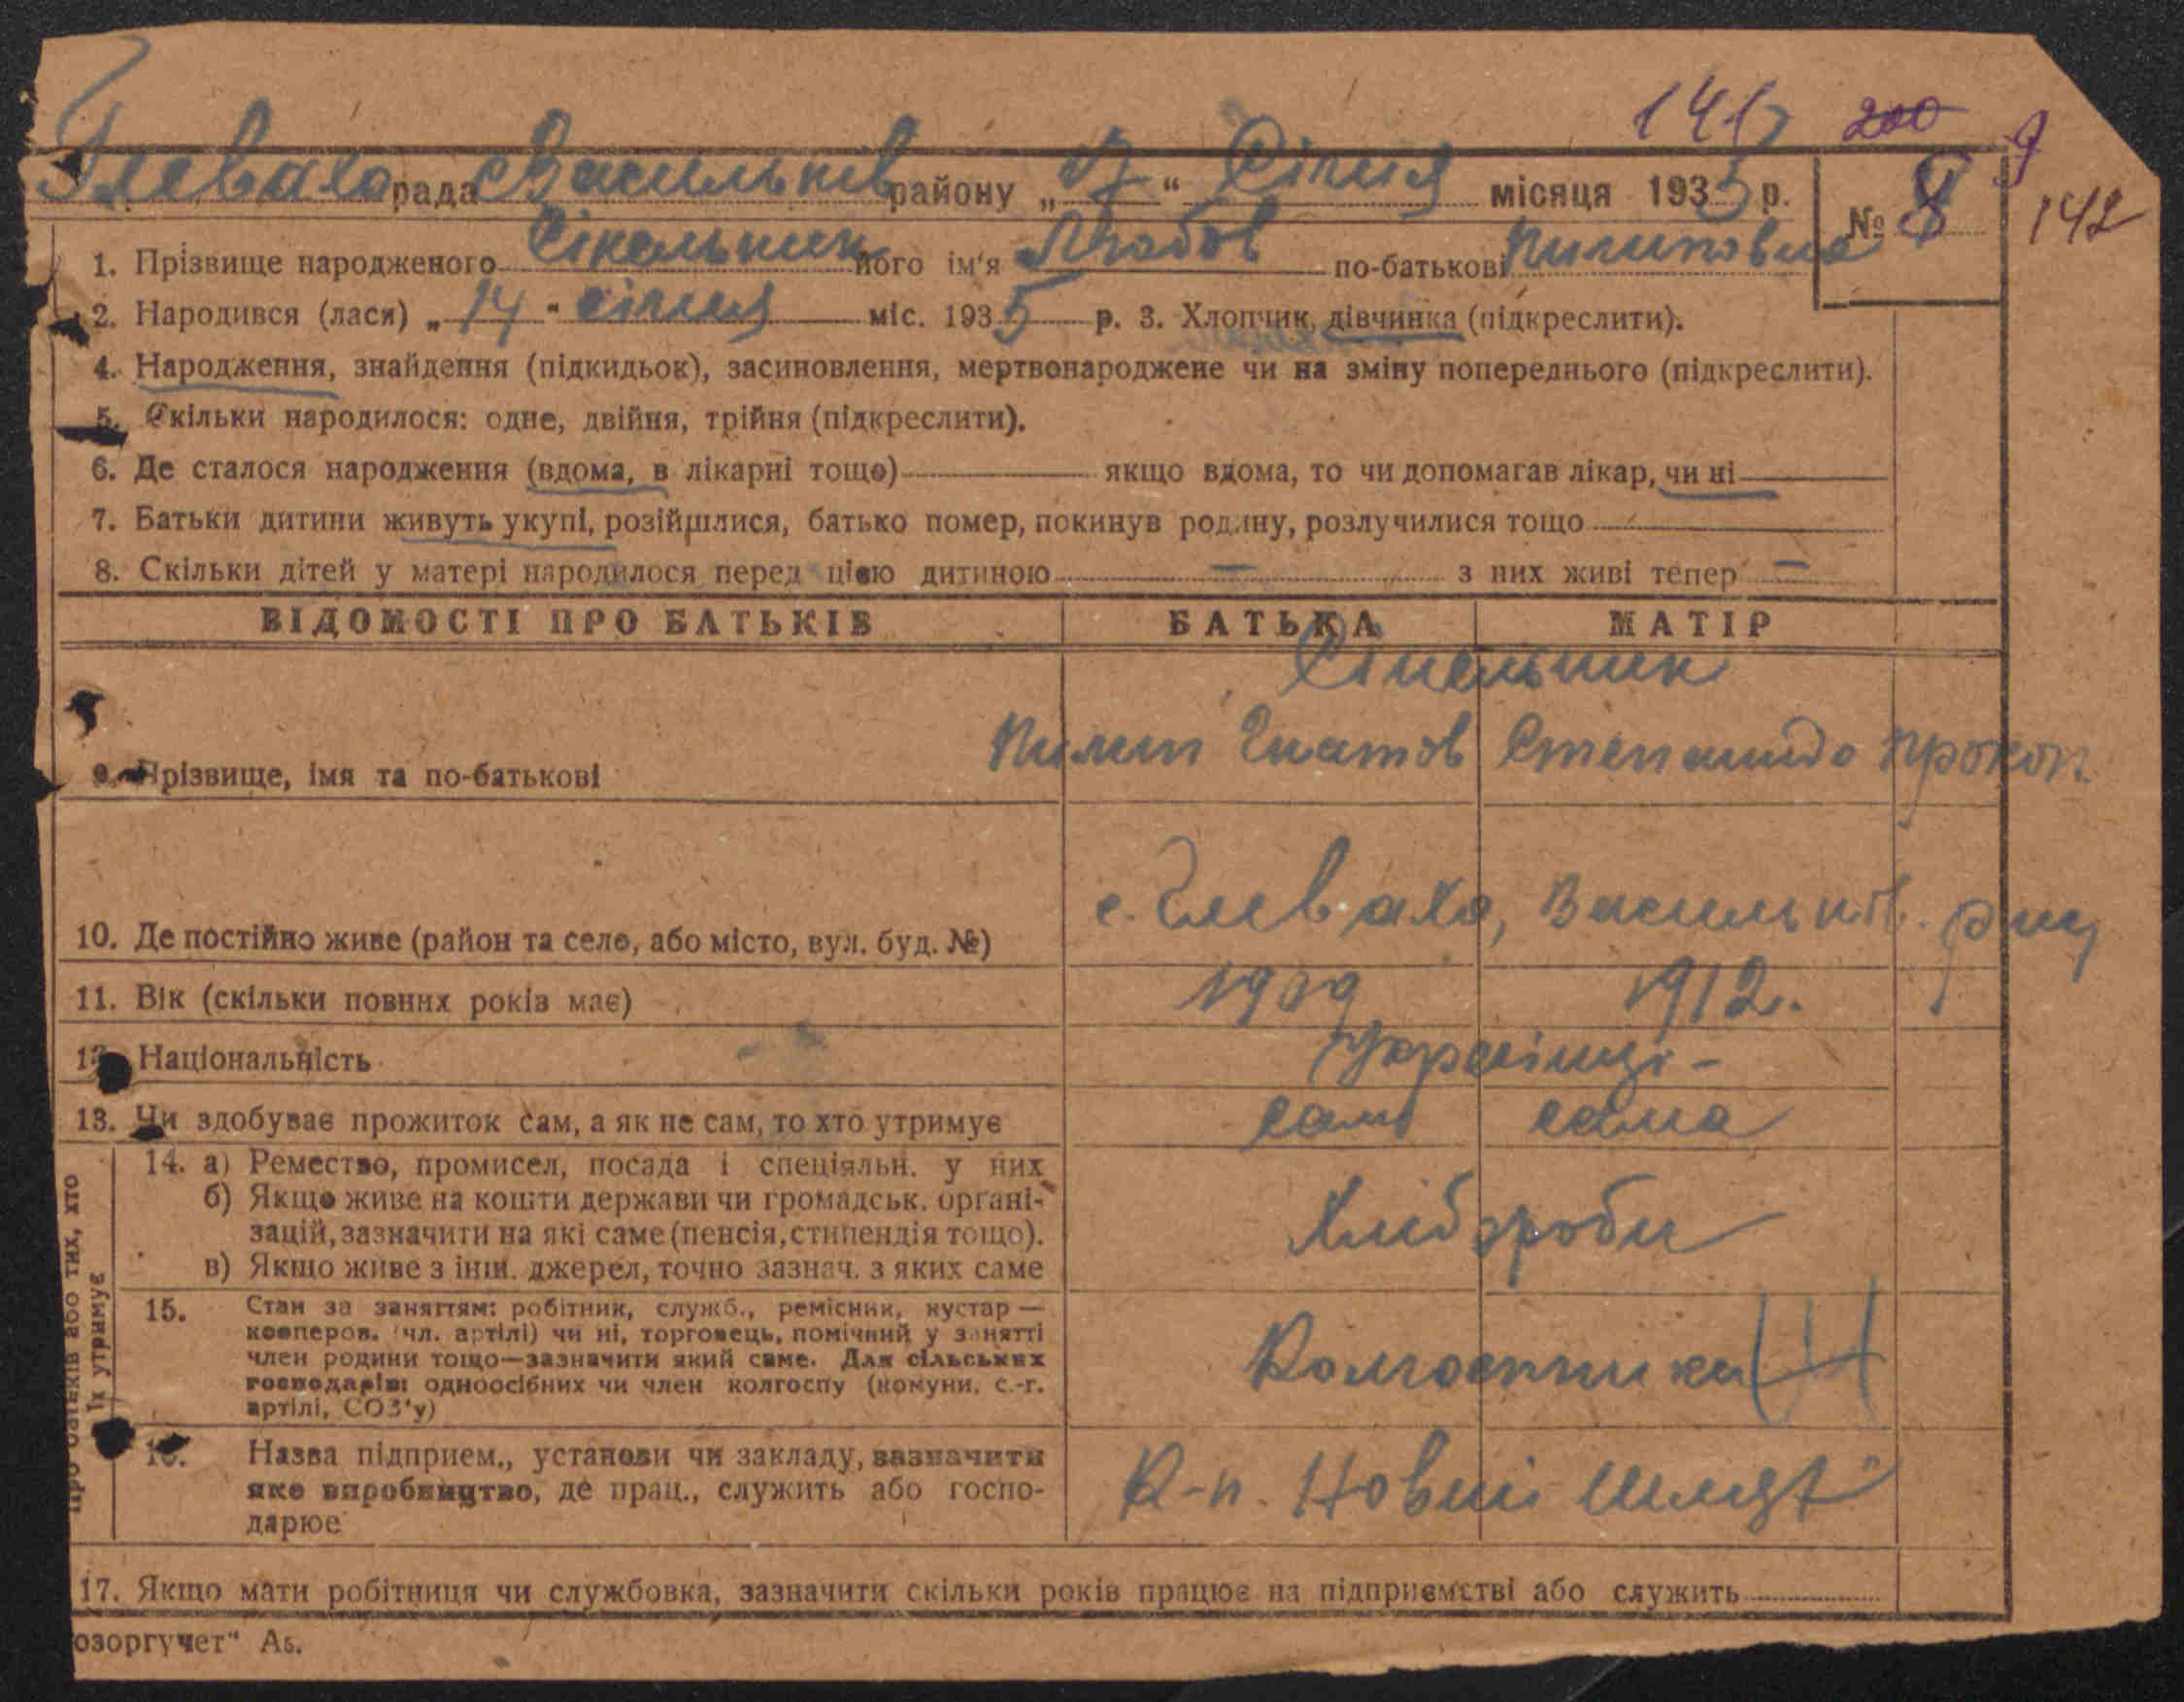 141 200 9
Глеваха рада Васильків району „17“ Січня місяця 1935 р. № 8 142
1. Прізвище народженого Сінельник його ім'я Любов по-батькові Пилиповна
2. Народився (лася) „14“ січня міс. 1935 р. 3. Хлопчик, дівчинка (підкреслити).
4. Народження, знайдення (підкидьок), засиновлення, мертвонароджене чи на зміну попереднього (підкреслити).
5. Скільки народилося: одне, двійня, трійня (підкреслити).
6. Де сталося народження (вдома, в лікарні тощо) якщо вдома, то чи допомагав лікар, чи ні
7. Батьки дитини живуть укупі, розійшлися, батько помер, покинув родину, розлучилися тощо
8. Скільки дітей у матері народилося перед цією дитиною — з них живі тепер —
ВІДОМОСТІ ПРО БАТЬКІВ БАТЬКА МАТІР
Сінельник
Пилип Гнатов Степанида Прокоп.
9. Прізвище, імя та по-батькові
с. Глеваха, Васильків. р-ну
10. Де постійно живе (район та село, або місто, вул. буд. №)
11. Вік (скільки повних років має) 1909 1912.
12. Національність Українці -
13. Чи здобуває прожиток сам, а як не сам, то хто утримує сам сама
Про батьків або тих, хто їх утримує
14. а) Ремество, промисел, посада і спеціяльн. у них
б) Якщо живе на кошти держави чи громадськ. органі-
зацій, зазначити на які саме (пенсія, стипендія тощо).
в) Якщо живе з інш. джерел, точно зазнач. з яких саме
Хлібороби
15. Стан за заняттям: робітник, служб., ремісник, кустар —
кооперов. (чл. артілі) чи ні, торговець, помічний у занятті
член родини тощо—зазначити який саме. Для сільських
господарів: одноосібних чи член колгоспу (комуни, с.-г.
артілі, СОЗ'у)
Колгоспники
16. Назва підприєм., установи чи закладу, зазначити
яке виробництво, де прац., служить або госпо-
дарює
К-п. Новий Шлях"
17. Якщо мати робітниця чи службовка, зазначити скільки років працює на підприємстві або служить
озоргучет" А5.